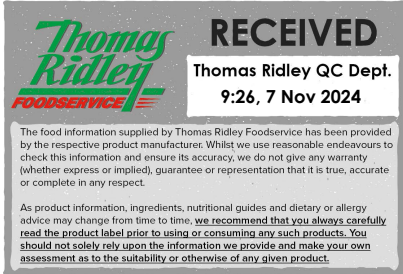 Thomas
Ridley
FOODSERVICE
RECEIVED
Thomas Ridley QC Dept.
9:26, 7 Nov 2024
The food information supplied by Thomas Ridley Foodservice has been provided
by the respective product manufacturer. Whilst we use reasonable endeavours to
check this information and ensure its accuracy, we do not give any warranty
(whether express or implied), guarantee or representation that it is true, accurate
or complete in any respect.
As product information, ingredients, nutritional guides and dietary or allergy
advice may change from time to time, we recommend that you always carefully
read the product label prior to using or consuming any such products. You
should not solely rely upon the information we provide and make your own
assessment as to the suitability or otherwise of any given product.